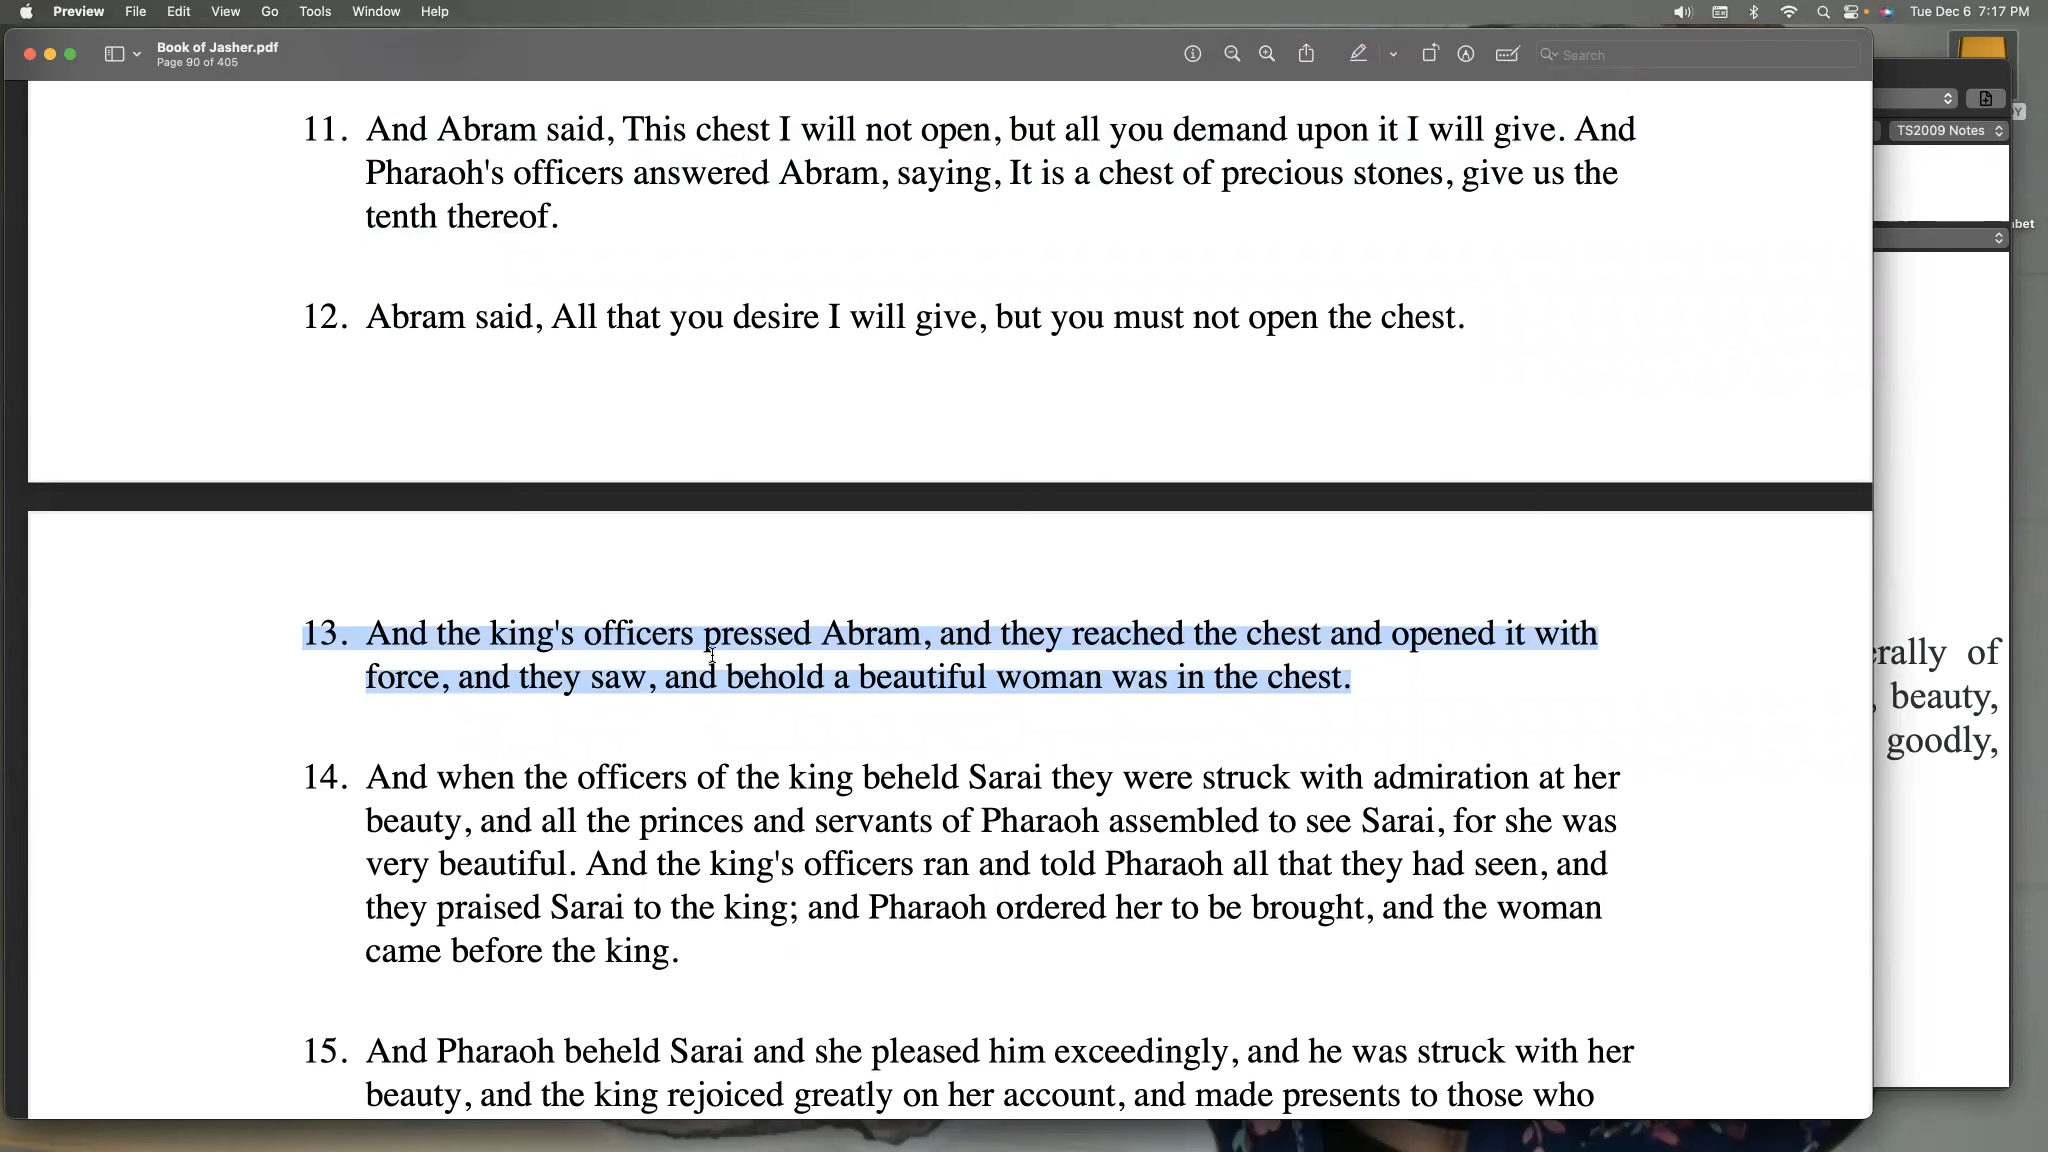 Preview File Edit View Go Tools Window Help
Tue Dec 6 7:17 PM
Book of Jasher.pdf
Page 90 of 405
Search
TS2009 Notes
11. And Abram said, This chest I will not open, but all you demand upon it I will give. And
Pharaoh's officers answered Abram, saying, It is a chest of precious stones, give us the
tenth thereof.
12. Abram said, All that you desire I will give, but you must not open the chest.
13. And the king's officers pressed Abram, and they reached the chest and opened it with
force, and they saw, and behold a beautiful woman was in the chest.
14. And when the officers of the king beheld Sarai they were struck with admiration at her
beauty, and all the princes and servants of Pharaoh assembled to see Sarai, for she was
very beautiful. And the king's officers ran and told Pharaoh all that they had seen, and
they praised Sarai to the king; and Pharaoh ordered her to be brought, and the woman
came before the king.
15. And Pharaoh beheld Sarai and she pleased him exceedingly, and he was struck with her
beauty, and the king rejoiced greatly on her account, and made presents to those who
of
beauty,
goodly,